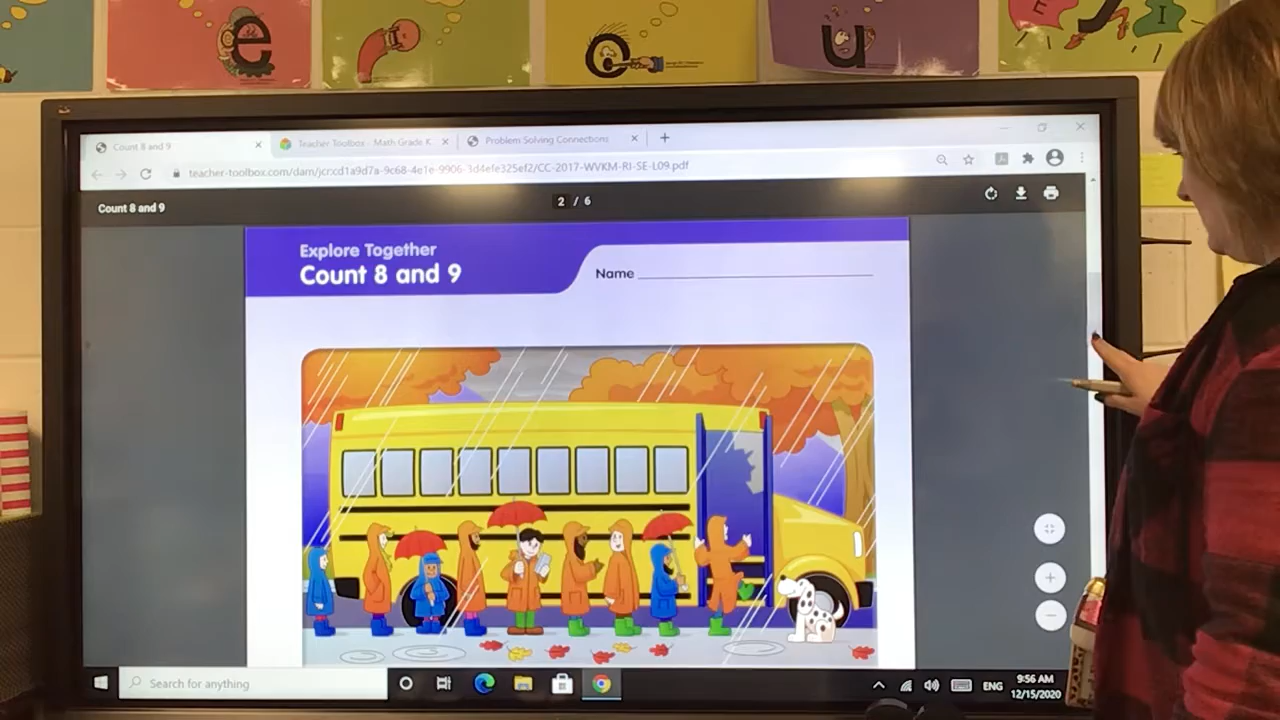 e
u
E
I
Count 8 and 9
Teacher Toolbox - Math Grade K
Problem Solving Connections
teacher-toolbox.com/dam/jcr:cd1a9d7a-9c68-4e1e-9906-3d4efe325ef2/CC-2017-WVKM-RI-SE-L09.pdf
Count 8 and 9
2 / 6
Explore Together
Count 8 and 9
Name
Search for anything
ENG
9:56 AM
12/15/2020